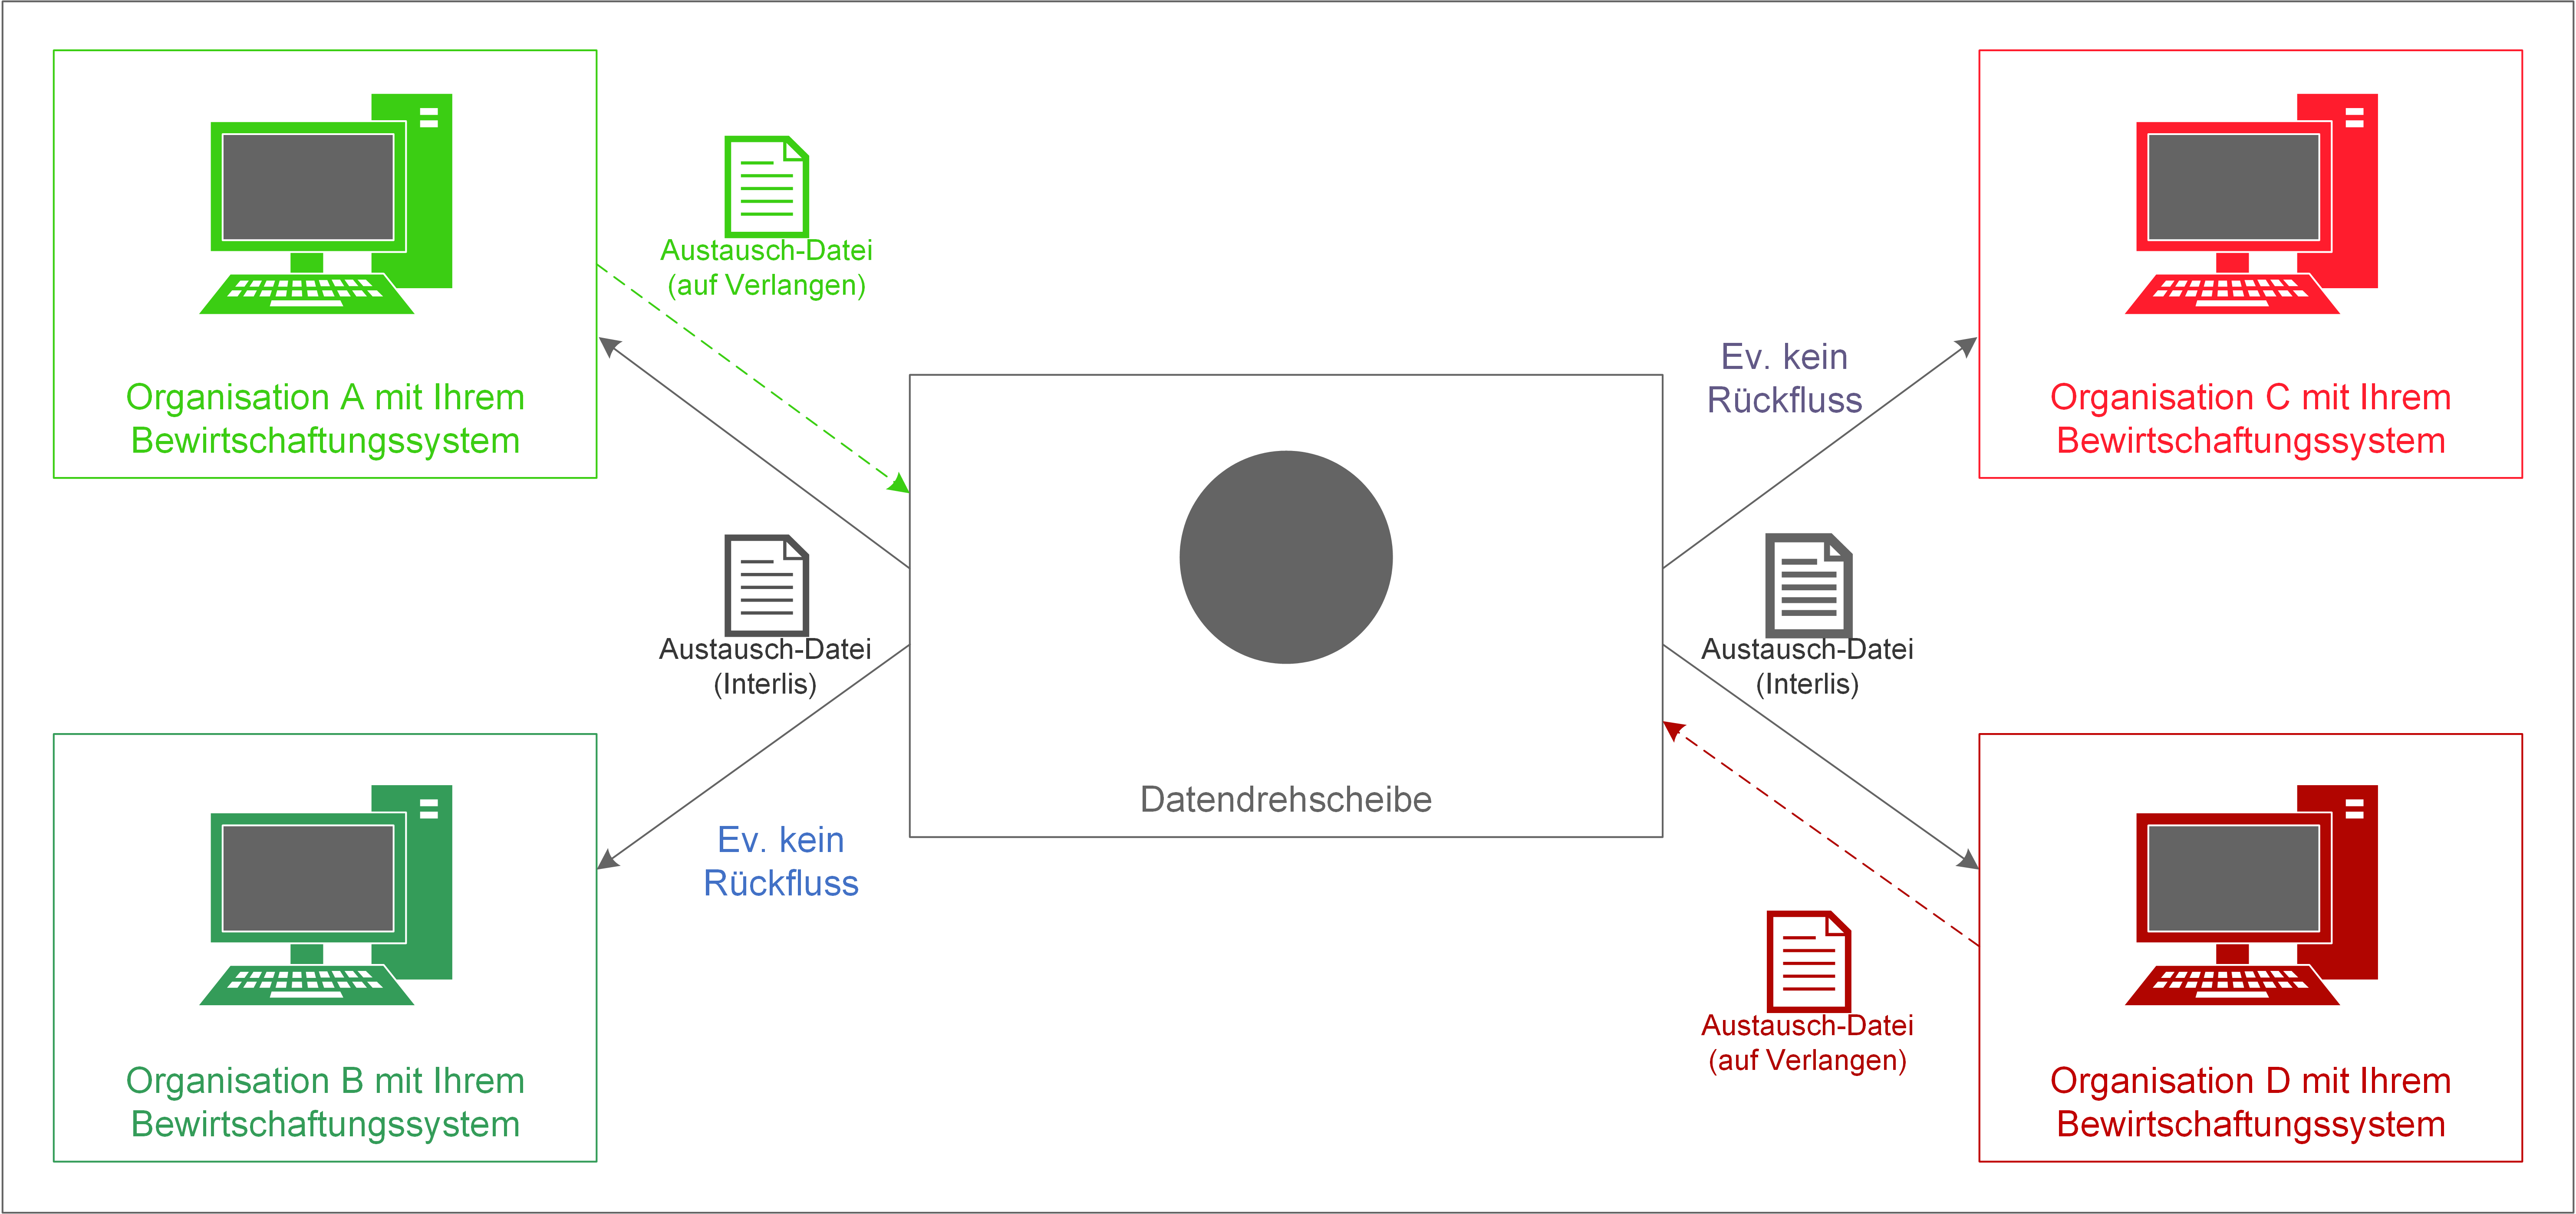 Austausch-Datei
(auf Verlangen)
Organisation A mit Ihrem
Bewirtschaftungssystem
Ev. kein
Rückfluss
Organisation C mit Ihrem
Bewirtschaftungssystem
Austausch-Datei
(Interlis)
Datendrehscheibe
Austausch-Datei
(Interlis)
Ev. kein
Rückfluss
Organisation B mit Ihrem
Bewirtschaftungssystem
Austausch-Datei
(auf Verlangen)
Organisation D mit Ihrem
Bewirtschaftungssystem